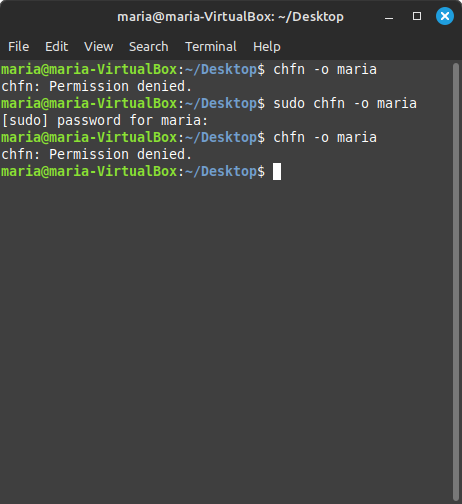 maria@maria-VirtualBox: ~/Desktop
File Edit View Search Terminal Help
maria@maria-VirtualBox:~/Desktop$ chfn -o maria
chfn: Permission denied.
maria@maria-VirtualBox:~/Desktop$ sudo chfn -o maria
[sudo] password for maria:
maria@maria-VirtualBox:~/Desktop$ chfn -o maria
chfn: Permission denied.
maria@maria-VirtualBox:~/Desktop$